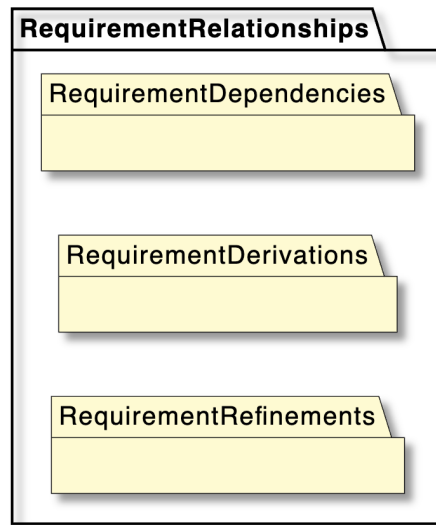 RequirementRelationships
RequirementDependencies
RequirementDerivations
RequirementRefinements